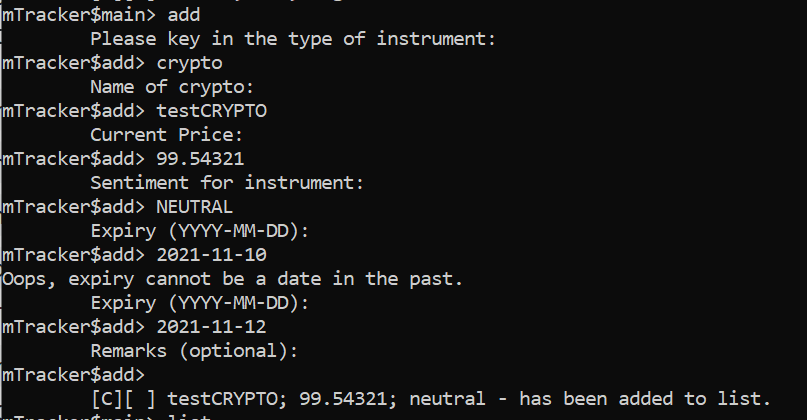 mTracker$main> add
Please key in the type of instrument:
mTracker$add> crypto
Name of crypto:
mTracker$add> testCRYPTO
Current Price:
mTracker$add> 99.54321
Sentiment for instrument:
mTracker$add> NEUTRAL
Expiry (YYYY-MM-DD):
mTracker$add> 2021-11-10
Oops, expiry cannot be a date in the past.
Expiry (YYYY-MM-DD):
mTracker$add> 2021-11-12
Remarks (optional):
mTracker$add>
[C][ ] testCRYPTO; 99.54321; neutral - has been added to list.
mTracker$main> list